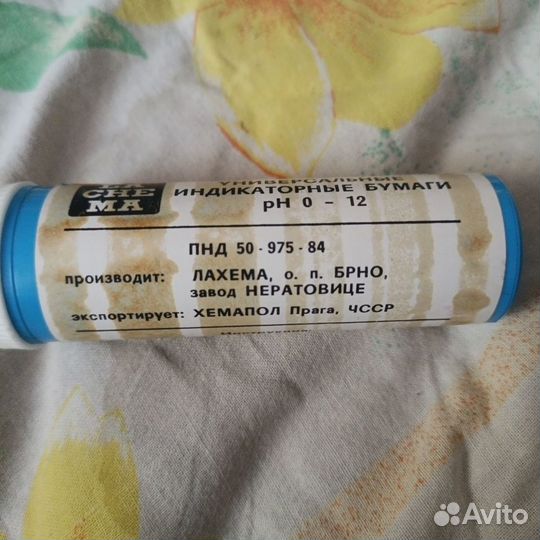 CHE
MA
УНИВЕРСАЛЬНЫЕ
ИНДИКАТОРНЫЕ БУМАГИ
pH 0 - 12
ПНД 50-975-84
производит: ЛАХЕМА, о. п. БРНО,
завод НЕРАТОВИЦЕ
экспортирует: ХЕМАПОЛ Прага, ЧССР
Avito